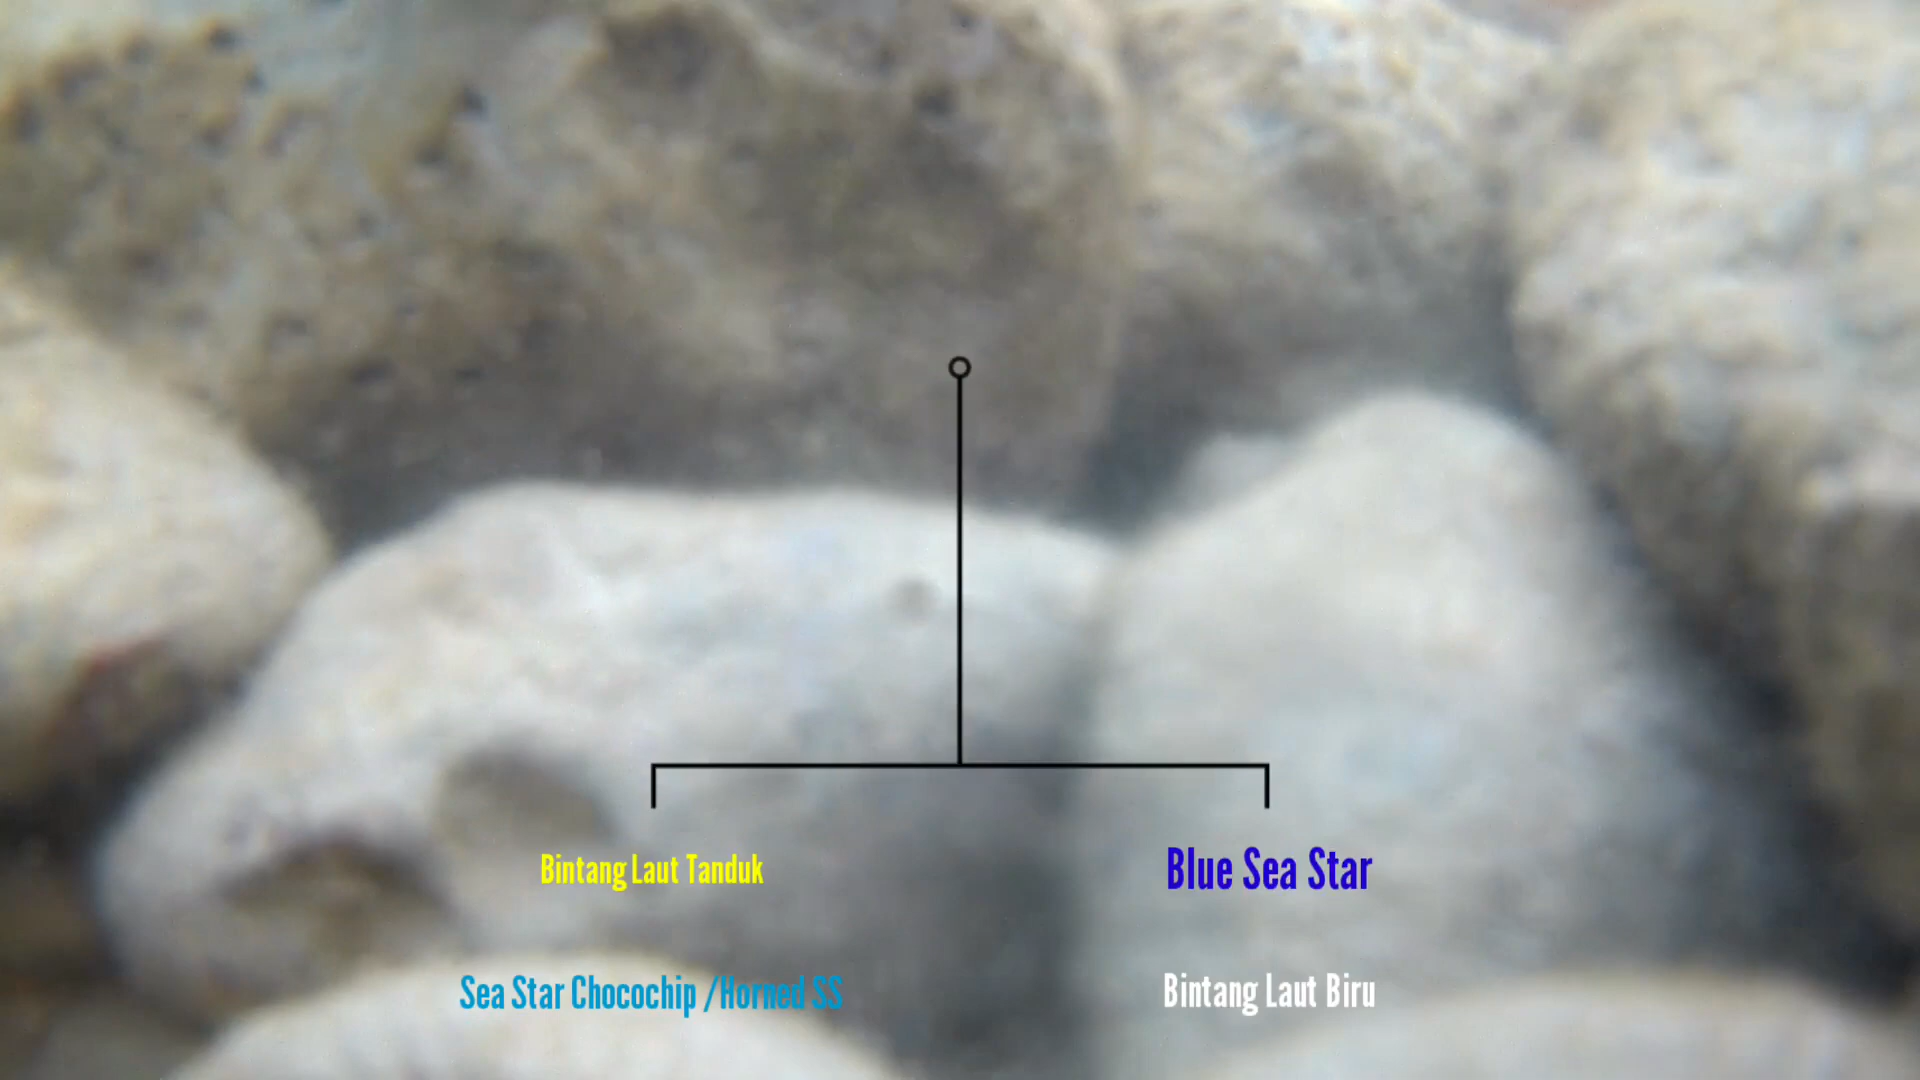 Bintang Laut Tanduk
Sea Star Chocochip /Horned SS
Blue Sea Star
Bintang Laut Biru